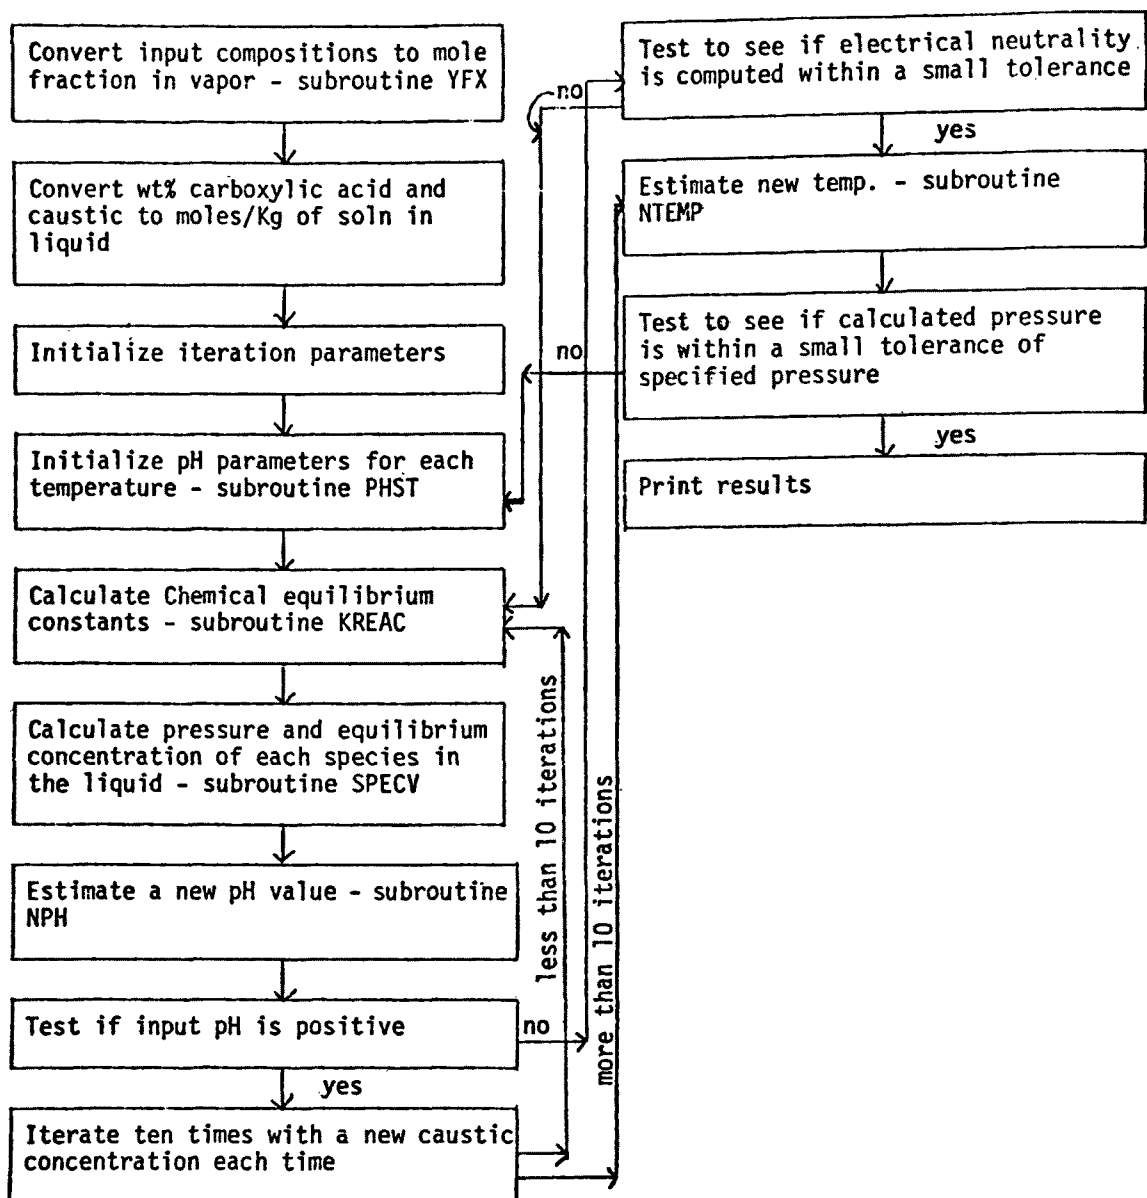 Convert input compositions to mole
fraction in vapor - subroutine YFX
Convert wt% carboxylic acid and
caustic to moles/Kg of soln in
liquid
Initialize iteration parameters
Initialize pH parameters for each
temperature - subroutine PHST
Calculate Chemical equilibrium
constants - subroutine KREAC
Calculate pressure and equilibrium
concentration of each species in
the liquid - subroutine SPECV
Estimate a new pH value - subroutine
NPH
Test if input pH is positive
no
yes
Iterate ten times with a new caustic
concentration each time
less than 10 iterations
more than 10 iterations
Test to see if electrical neutrality
is computed within a small tolerance
no
yes
Estimate new temp. - subroutine
NTEMP
Test to see if calculated pressure
is within a small tolerance of
specified pressure
no
yes
Print results